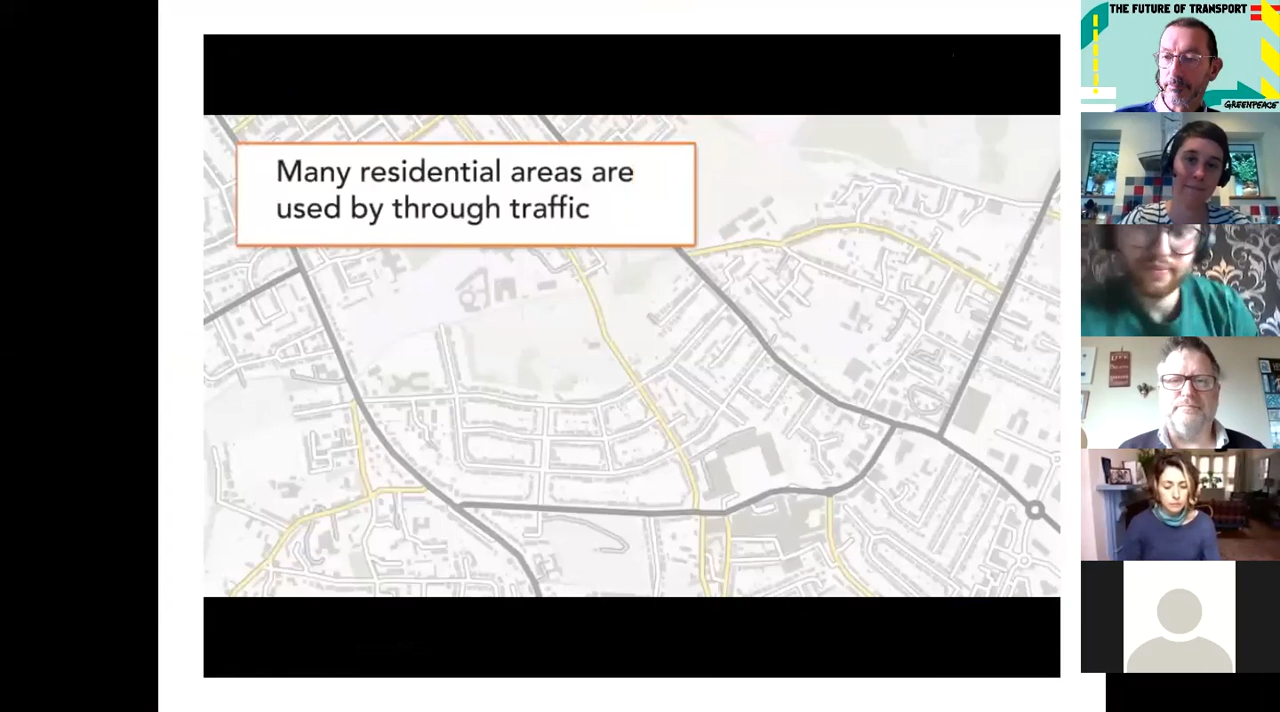 THE FUTURE OF TRANSPORT
GREENPEACE
Many residential areas are
used by through traffic